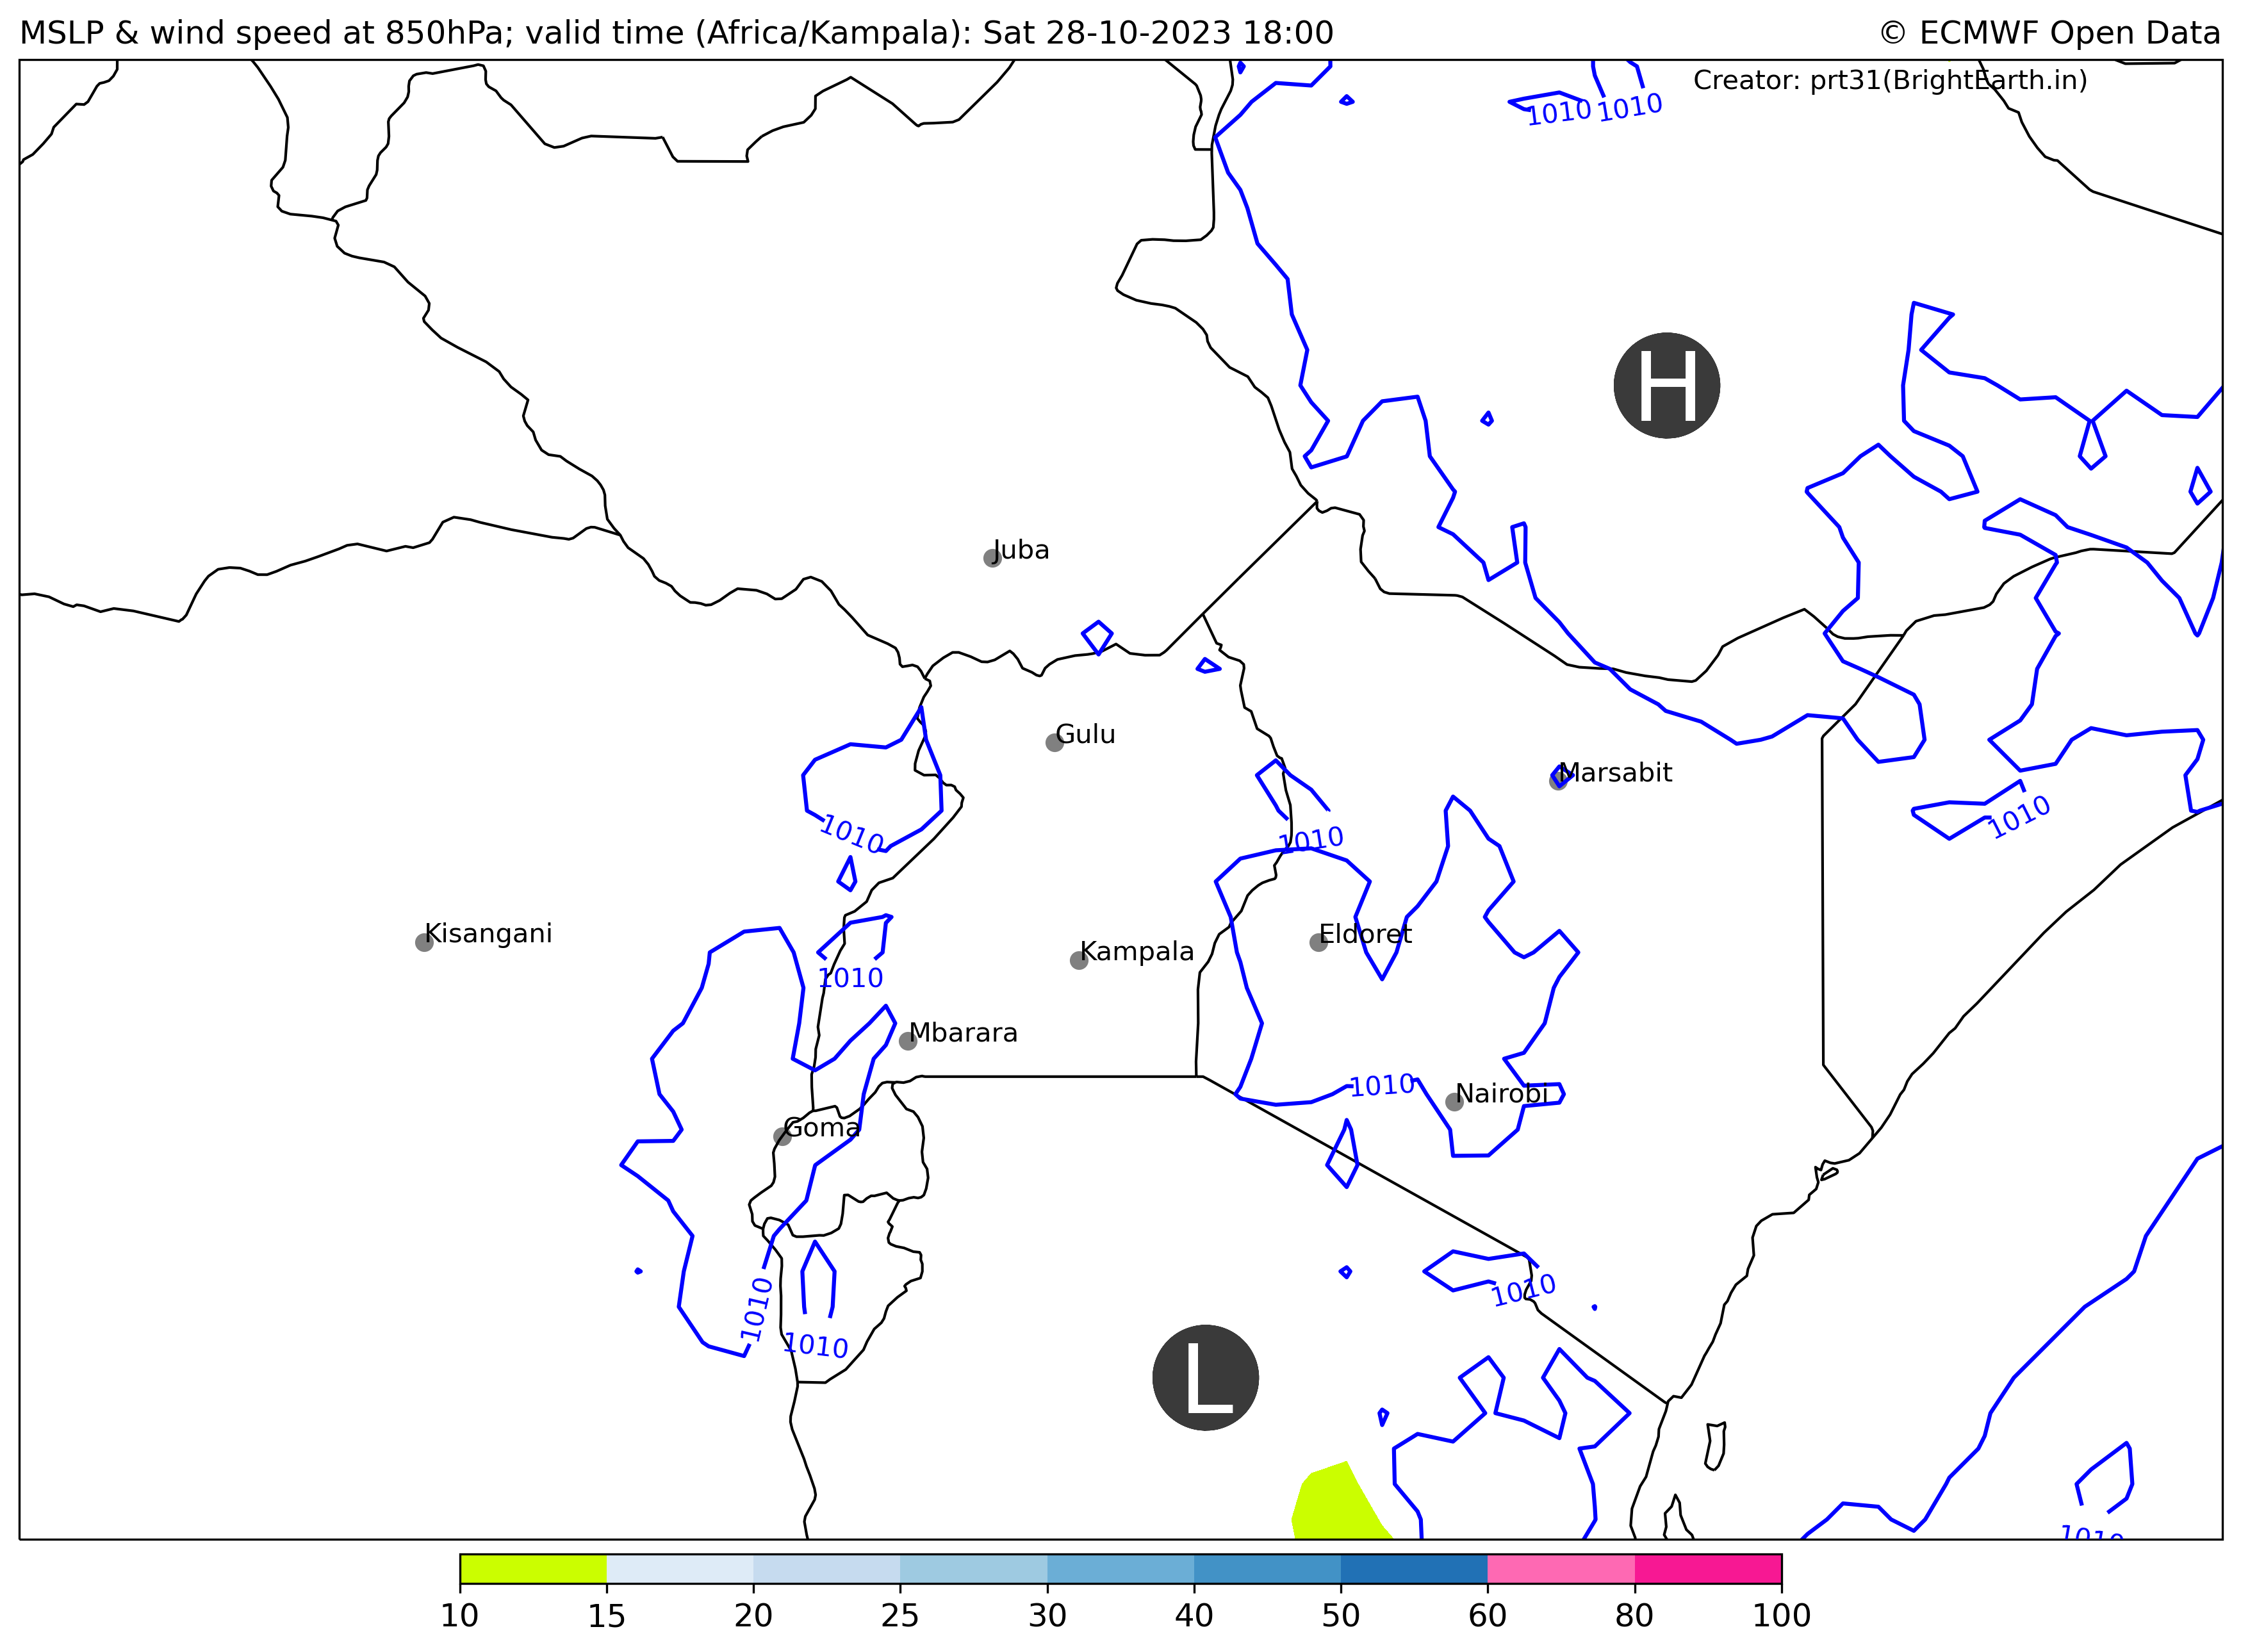 MSLP & wind speed at 850hPa; valid time (Africa/Kampala): Sat 28-10-2023 18:00
© ECMWF Open Data
Creator: prt31(BrightEarth.in)
1010
1010
H
Juba
Gulu
Marsabit
1010
1010
1010
Kisangani
Eldoret
Kampala
1010
Mbarara
1010
Nairobi
Goma
1010
1010
1010
L
1010
10 15 20 25 30 40 50 60 80 100